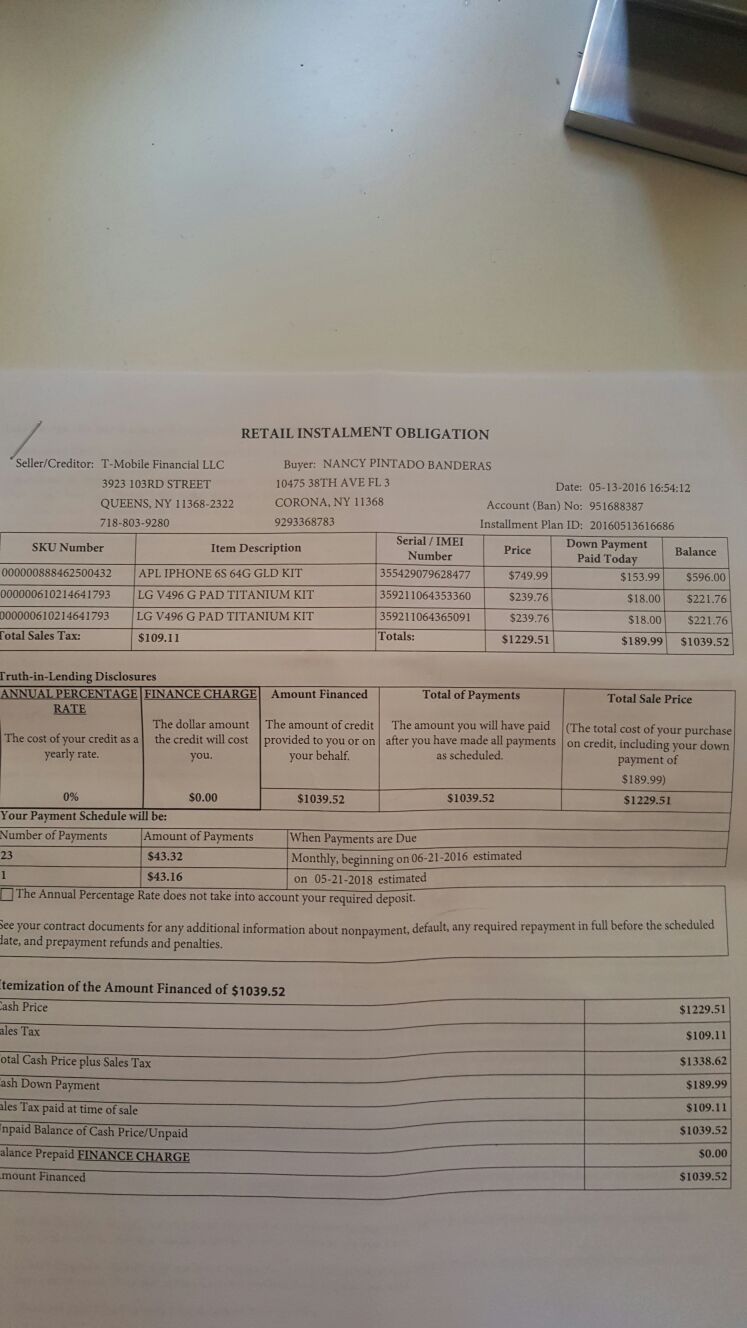 RETAIL INSTALMENT OBLIGATION
Seller/Creditor: T-Mobile Financial LLC
3923 103RD STREET
QUEENS, NY 11368-2322
718-803-9280
Buyer: NANCY PINTADO BANDERAS
10475 38TH AVE FL 3
CORONA, NY 11368
9293368783
Date: 05-13-2016 16:54:12
Account (Ban) No: 951688387
Installment Plan ID: 20160513616686
SKU Number Item Description Serial / IMEI Number Price Down Payment Paid Today Balance
000000888462500432 APL IPHONE 6S 64G GLD KIT 355429079628477 $749.99 $153.99 $596.00
000000610214641793 LG V496 G PAD TITANIUM KIT 359211064353360 $239.76 $18.00 $221.76
000000610214641793 LG V496 G PAD TITANIUM KIT 359211064365091 $239.76 $18.00 $221.76
Total Sales Tax: $109.11 Totals: $1229.51 $189.99 $1039.52
Truth-in-Lending Disclosures
ANNUAL PERCENTAGE RATE
The cost of your credit as a yearly rate.
0%
FINANCE CHARGE
The dollar amount the credit will cost you.
$0.00
Amount Financed
The amount of credit provided to you or on your behalf.
$1039.52
Total of Payments
The amount you will have paid after you have made all payments as scheduled.
$1039.52
Total Sale Price
(The total cost of your purchase on credit, including your down payment of
$189.99)
$1229.51
Your Payment Schedule will be:
Number of Payments Amount of Payments When Payments are Due
23 $43.32 Monthly, beginning on 06-21-2016 estimated
1 $43.16 on 05-21-2018 estimated
The Annual Percentage Rate does not take into account your required deposit.
See your contract documents for any additional information about nonpayment, default, any required repayment in full before the scheduled
date, and prepayment refunds and penalties.
Itemization of the Amount Financed of $1039.52
Cash Price $1229.51
Sales Tax $109.11
Total Cash Price plus Sales Tax $1338.62
Cash Down Payment $189.99
Sales Tax paid at time of sale $109.11
Unpaid Balance of Cash Price/Unpaid $1039.52
Balance Prepaid FINANCE CHARGE $0.00
Amount Financed $1039.52